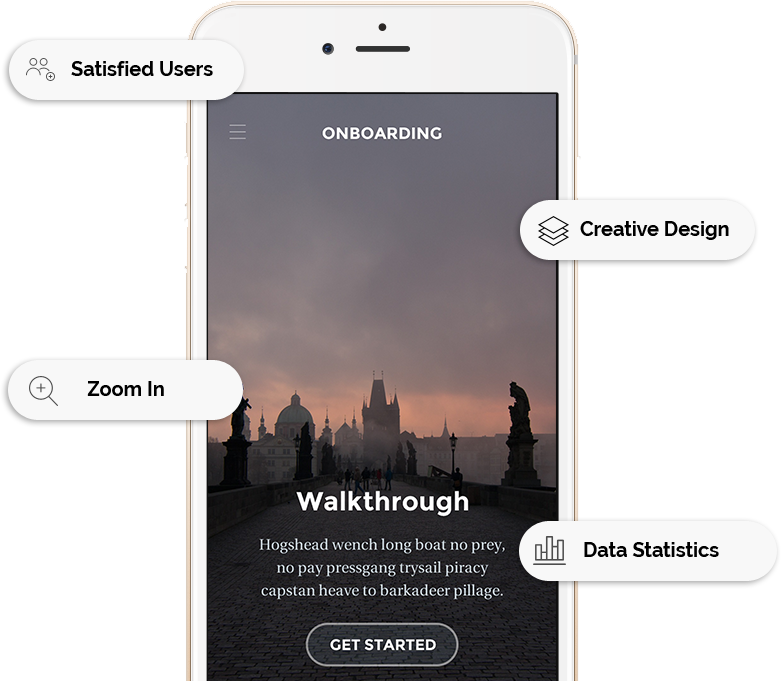 Satisfied Users
ONBOARDING
Creative Design
Zoom In
Walkthrough
Hogshead wench long boat no prey,
no pay pressgang trysail piracy
capstan heave to barkadeer pillage.
Data Statistics
GET STARTED